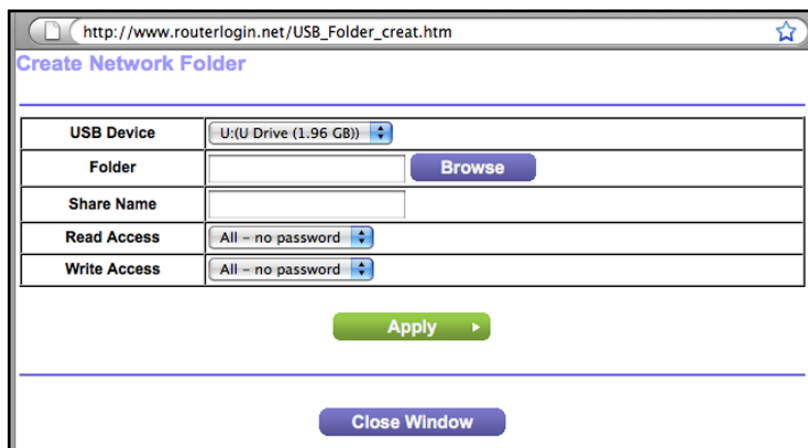 http://www.routerlogin.net/USB_Folder_creat.htm
Create Network Folder
USB Device U:(U Drive (1.96 GB))
Folder Browse
Share Name
Read Access All – no password
Write Access All – no password
Apply
Close Window